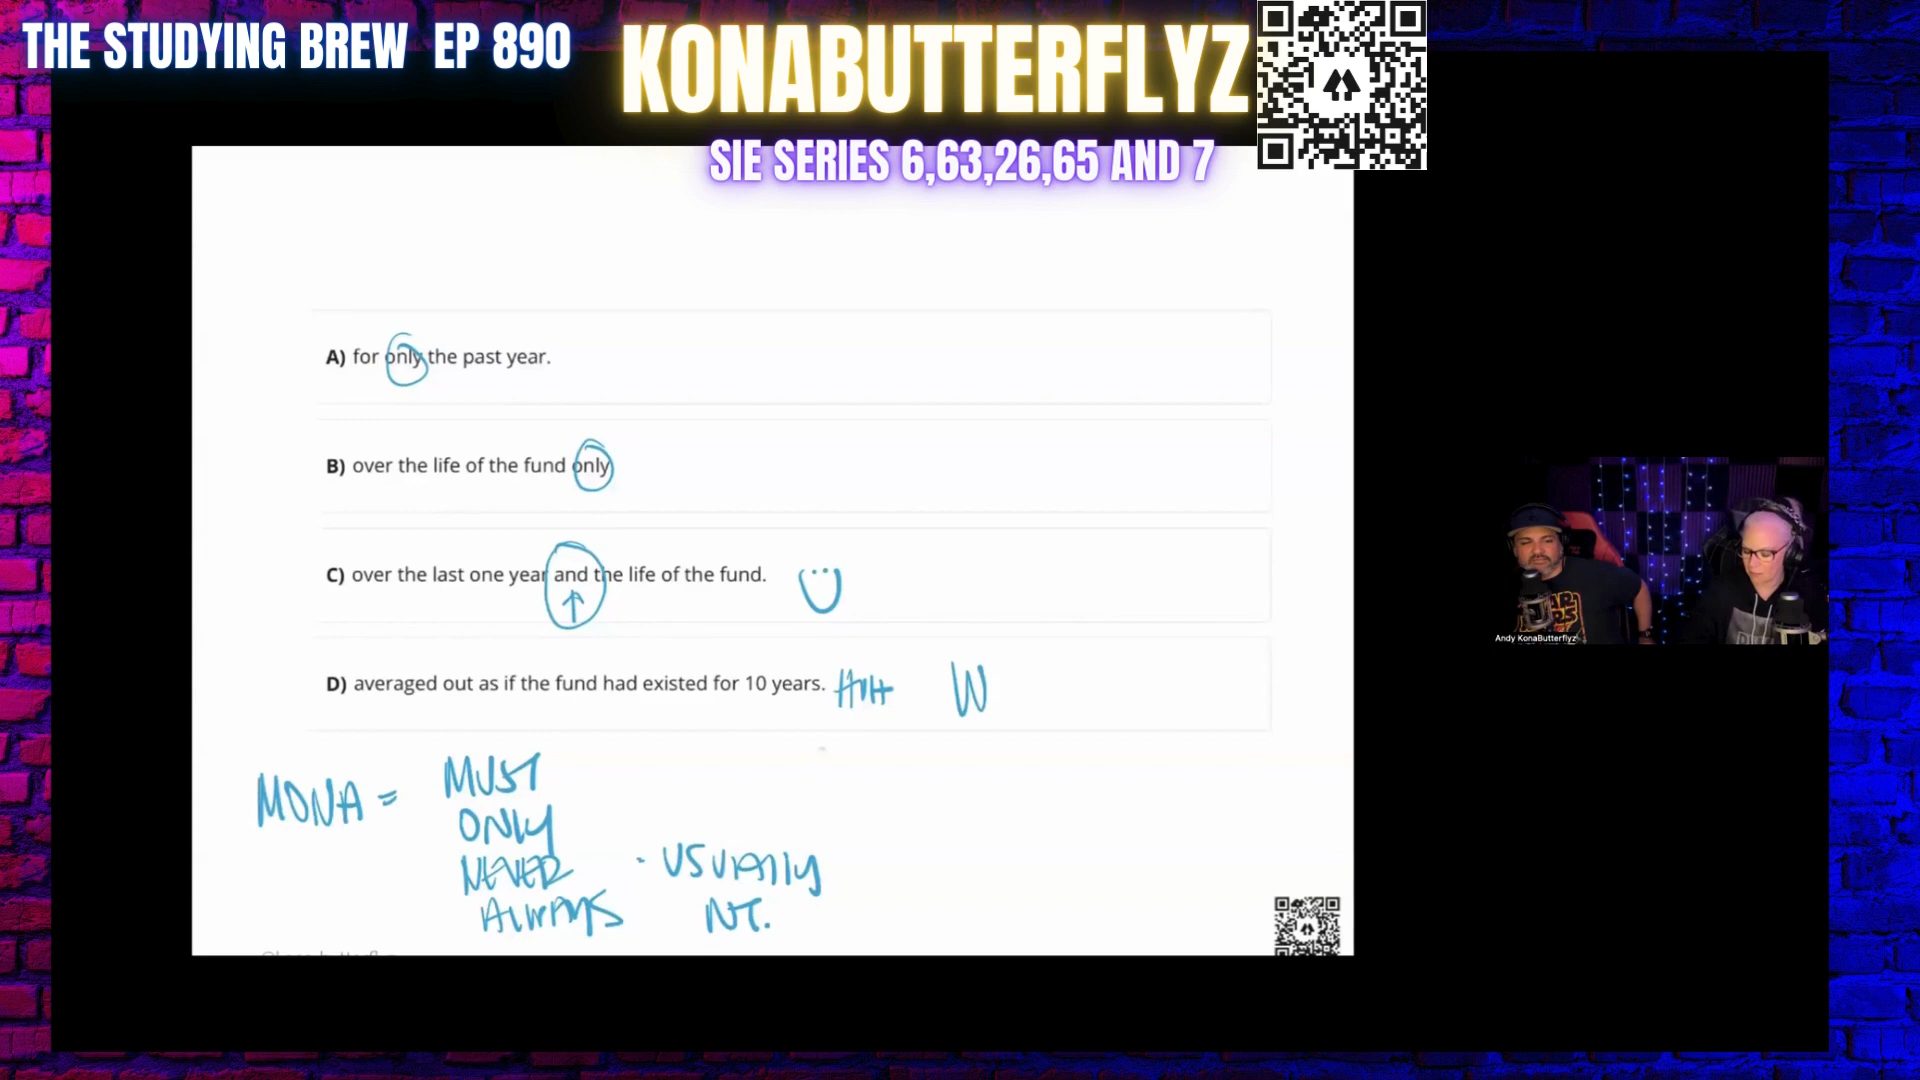 THE STUDYING BREW EP 890
KONABUTTERFLYZ
SIE SERIES 6,63,26,65 AND 7
A) for only the past year.
B) over the life of the fund only
C) over the last one year and the life of the fund.
D) averaged out as if the fund had existed for 10 years.
W
MONA = MUST
ONLY
NEVER
ALWAYS
- USUALLY
NT.
Andy KonaButterflyz